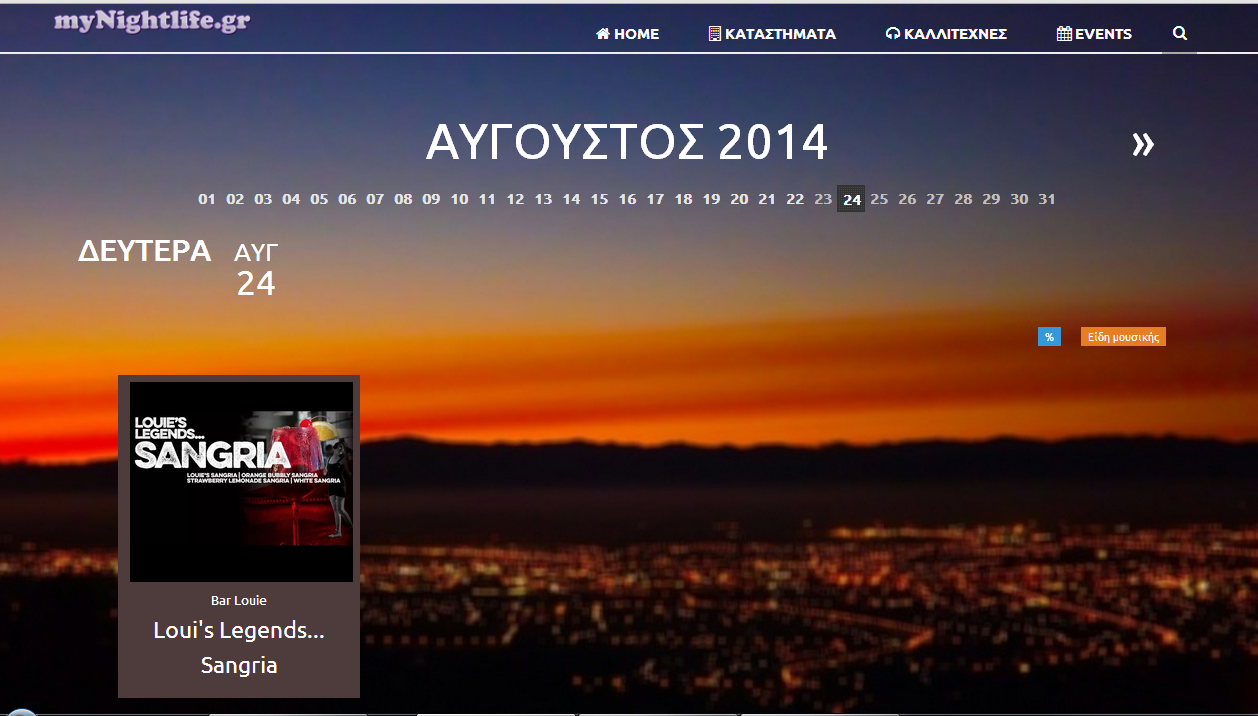 myNightlife.gr
HOME ΚΑΤΑΣΤΗΜΑΤΑ ΚΑΛΛΙΤΕΧΝΕΣ EVENTS
ΑΥΓΟΥΣΤΟΣ 2014 »
01 02 03 04 05 06 07 08 09 10 11 12 13 14 15 16 17 18 19 20 21 22 23 24 25 26 27 28 29 30 31
ΔΕΥΤΕΡΑ ΑΥΓ
24
% Είδη μουσικής
LOUIE'S
LEGENDS...
SANGRIA
LOUIE'S SANGRIA | ORANGE BUBBLY SANGRIA
STRAWBERRY LEMONADE SANGRIA | WHITE SANGRIA
Bar Louie
Loui's Legends...
Sangria